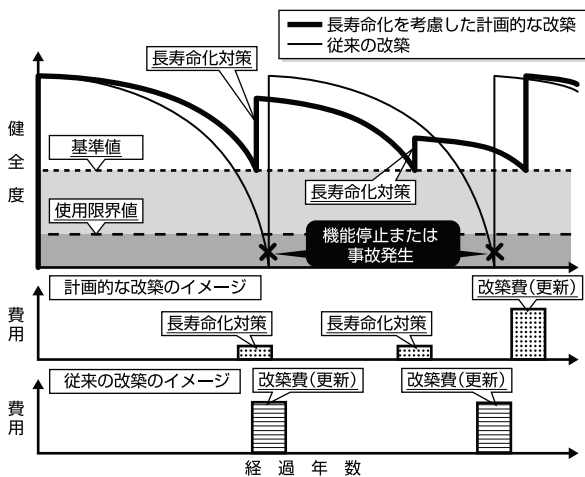 長寿命化を考慮した計画的な改築
従来の改築
長寿命化対策
健全度
基準値
長寿命化対策
使用限界値
機能停止または
事故発生
計画的な改築のイメージ
改築費(更新)
費用
長寿命化対策
長寿命化対策
従来の改築のイメージ
改築費(更新)
改築費(更新)
費用
経過年数